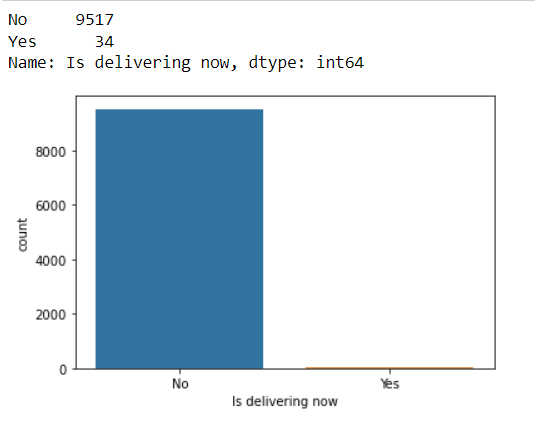 No 9517
Yes 34
Name: Is delivering now, dtype: int64
8000
6000
4000
2000
0
count
No Yes
Is delivering now